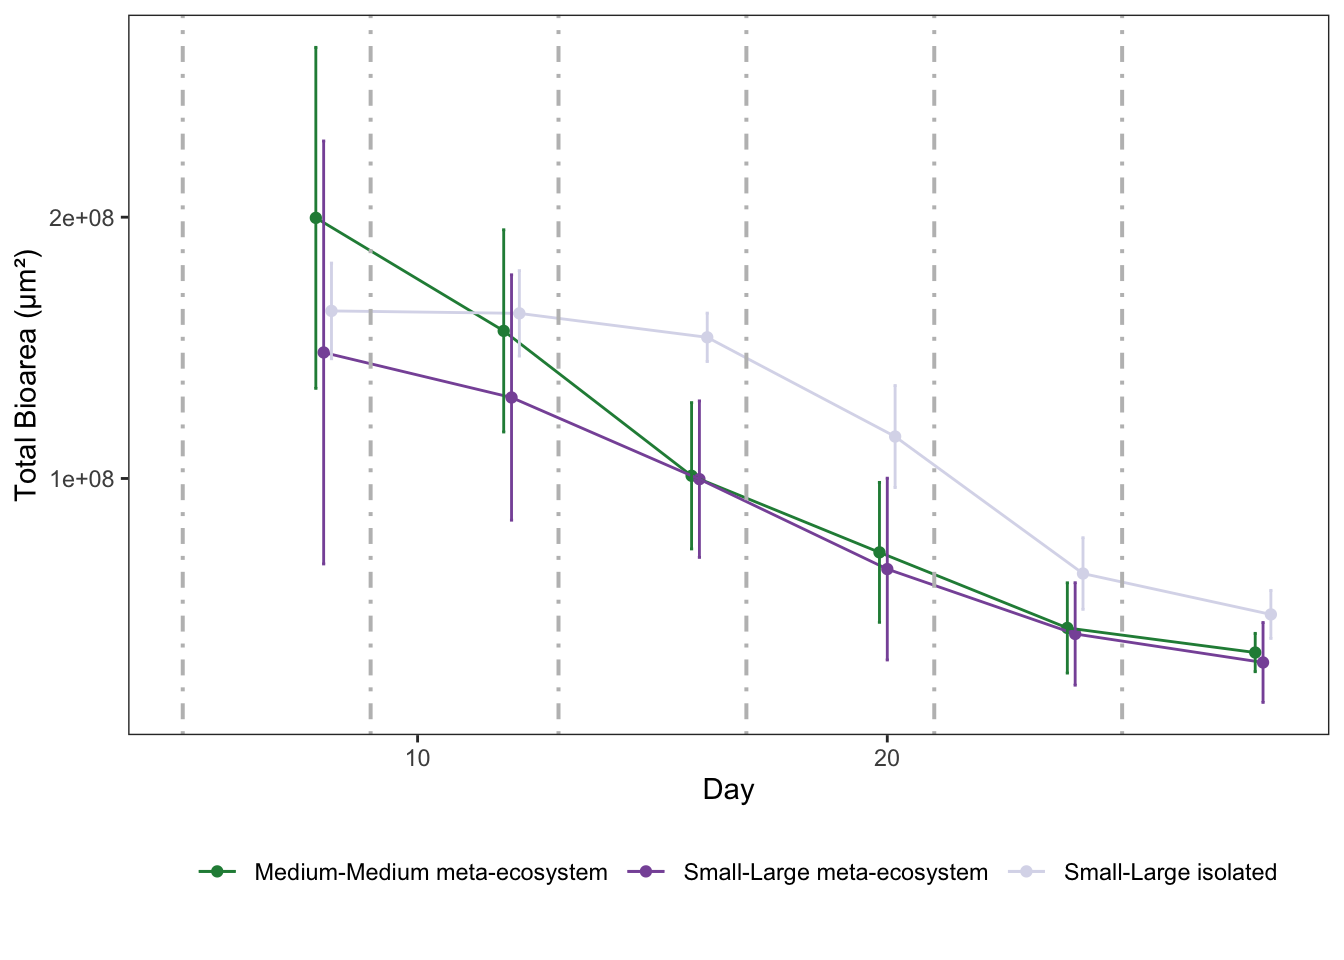 Total Bioarea (μm²)
2e+08
1e+08
10 20
Day
Medium-Medium meta-ecosystem Small-Large meta-ecosystem Small-Large isolated